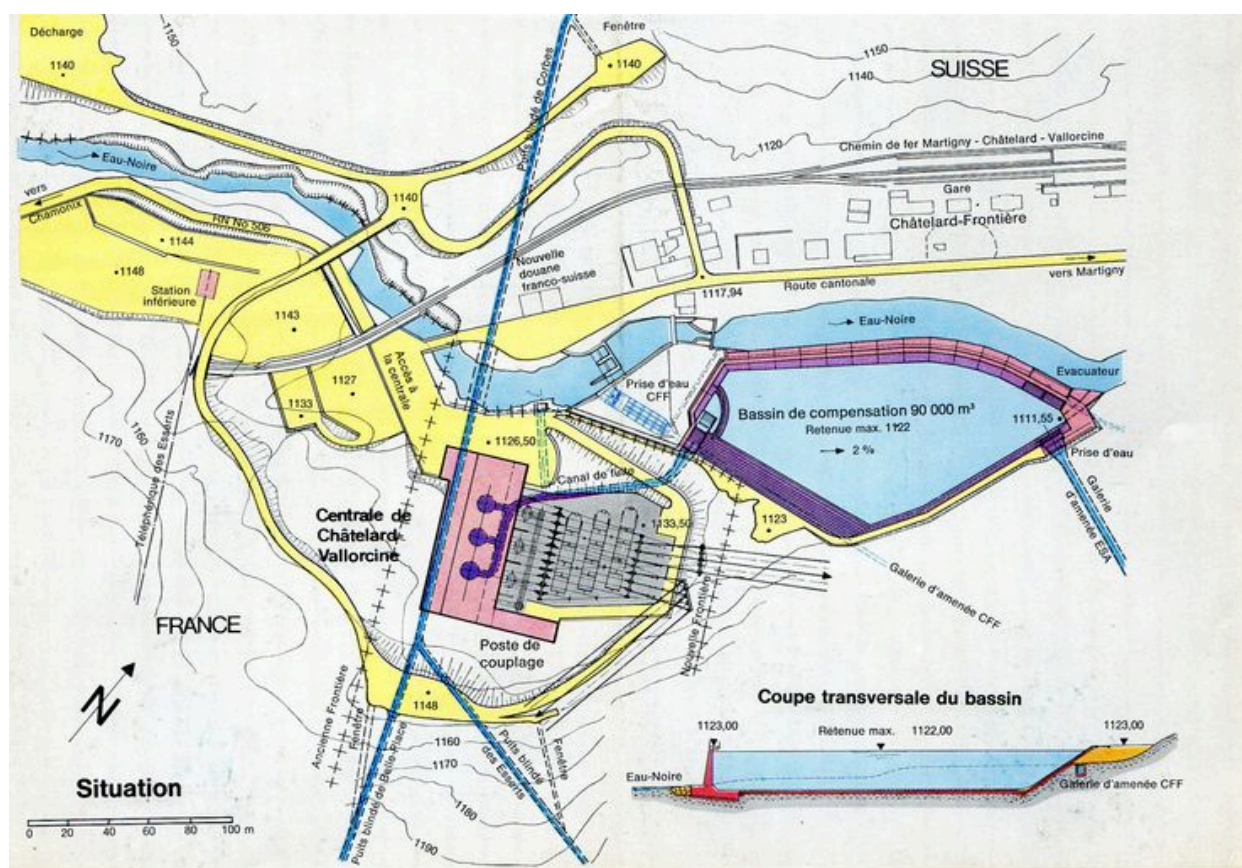 Décharge
1150
1140
Fenêtre
1140
1150
1140
SUISSE
1120
Chemin de fer Martigny - Châtelard - Vallorcine
Gare
Châtelard-Frontière
Puits blindé de Corbes
Eau-Noire
vers
Chamonix
RN No 506
1140
1144
1148
Station
inférieure
Nouvelle
douane
franco-suisse
1117,94
Route cantonale
vers Martigny
1143
Eau-Noire
Accès à
la centrale
1127
1133
Prise d'eau
CFF
Evacuateur
Bassin de compensation 90 000 m³
Retenue max. 1122
2 %
1111,55
Prise d'eau
1126,50
Canal de fuite
Galerie
d'amenée ESA
1160
1170
Téléphérique des Essérts
Centrale de
Châtelard-
Vallorcine
1133,50
1123
Galerie d'amenée CFF
FRANCE
N
Poste de
couplage
Nouvelle Frontière
Ancienne Frontière
Fenêtre
1148
Puits blindé de Belle-Place
Puits blindé
des Esserts
Fenêtre
1160
1170
1180
1190
Situation
0 20 40 60 80 100 m
Coupe transversale du bassin
1123,00
Retenue max. 1122,00
1123,00
Eau-Noire
Galerie d'amenée CFF